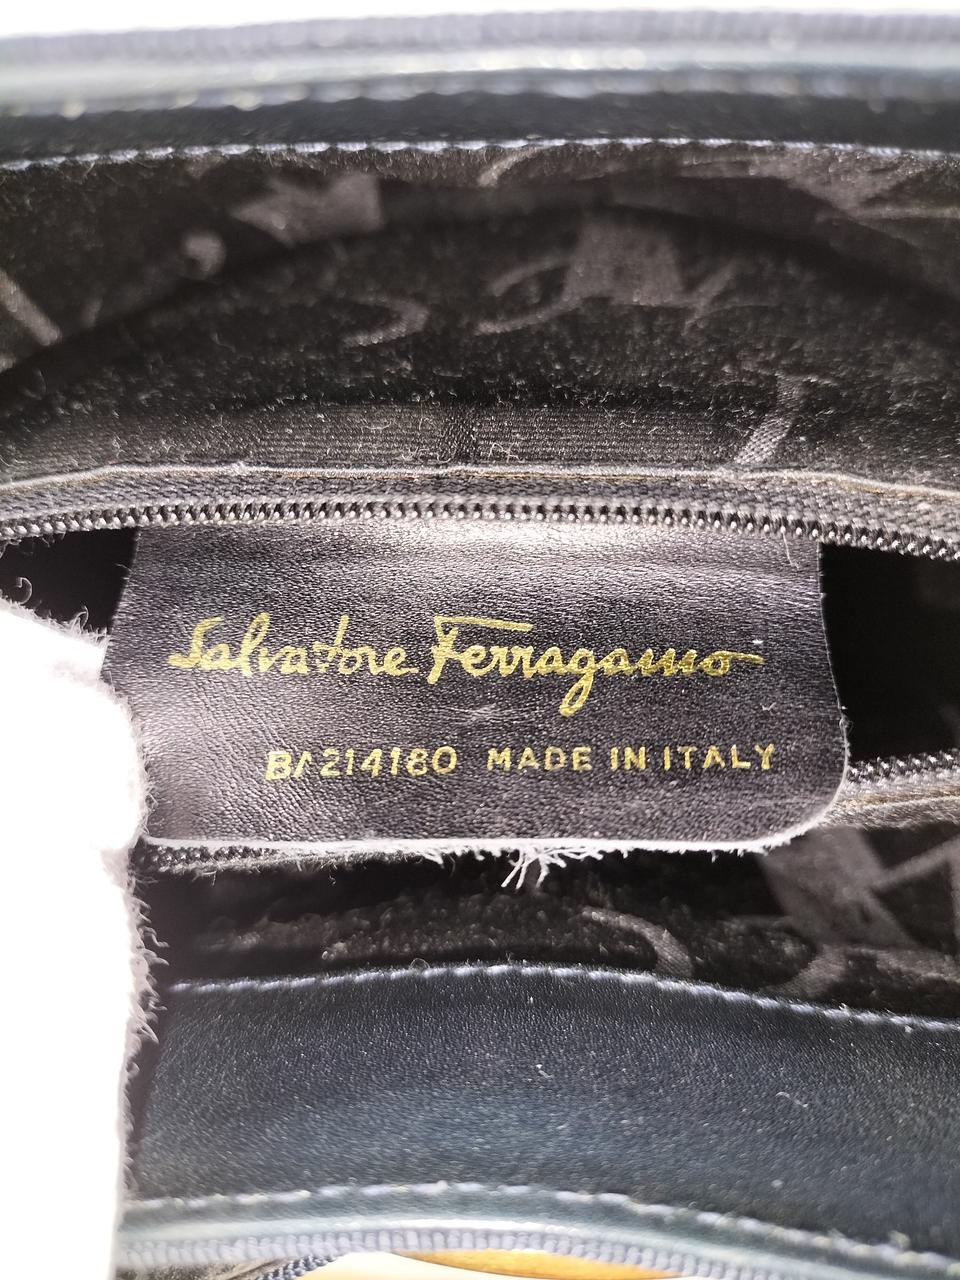 Salvatore Ferragamo
214180 MADE IN ITALY